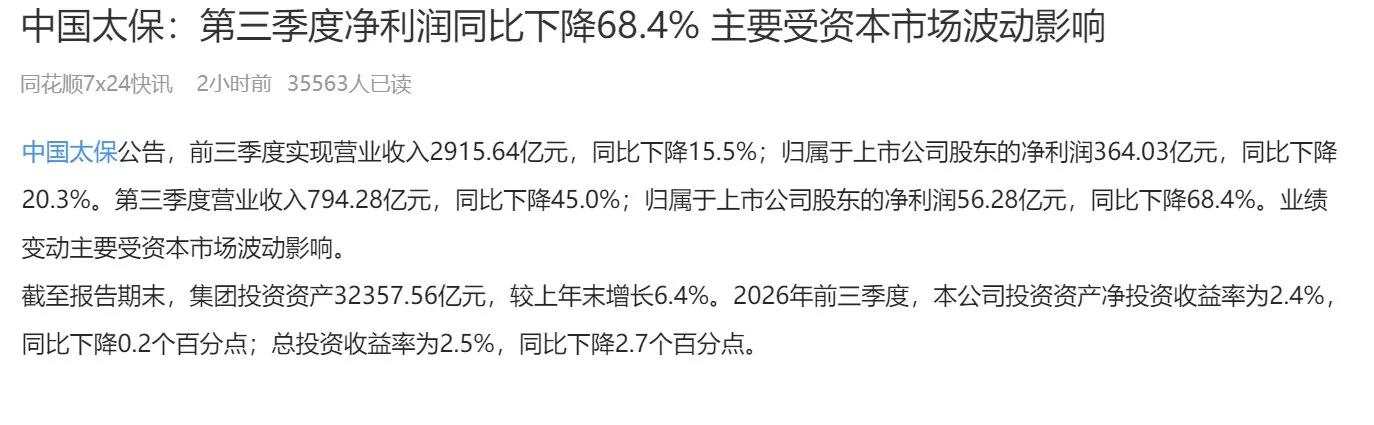 中国太保：第三季度净利润同比下降68.4% 主要受资本市场波动影响
同花顺7x24快讯 2小时前 35563人已读
中国太保公告，前三季度实现营业收入2915.64亿元，同比下降15.5%；归属于上市公司股东的净利润364.03亿元，同比下降
20.3%。第三季度营业收入794.28亿元，同比下降45.0%；归属于上市公司股东的净利润56.28亿元，同比下降68.4%。业绩
变动主要受资本市场波动影响。
截至报告期末，集团投资资产32357.56亿元，较上年末增长6.4%。2026年前三季度，本公司投资资产净投资收益率为2.4%，
同比下降0.2个百分点；总投资收益率为2.5%，同比下降2.7个百分点。